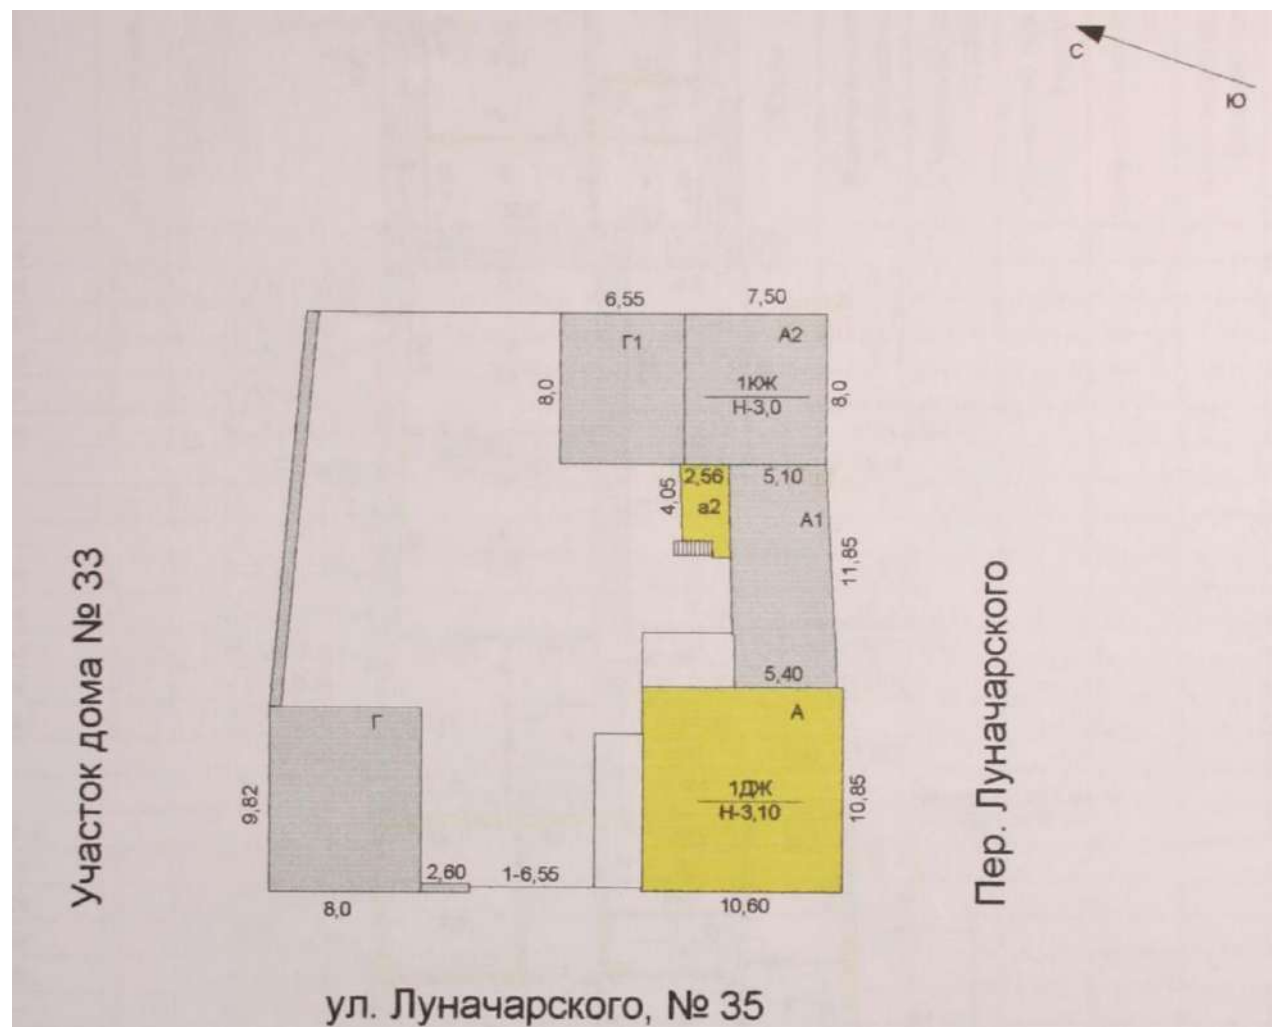 С
Ю
6,55
7,50
Г1
А2
8,0
1КЖ
Н-3,0
8,0
2,56
5,10
4,05
а2
А1
11,85
Участок дома № 33
Пер. Луначарского
5,40
А
Г
9,82
1ДЖ
Н-3,10
10,85
2,60
1-6,55
8,0
10,60
ул. Луначарского, № 35